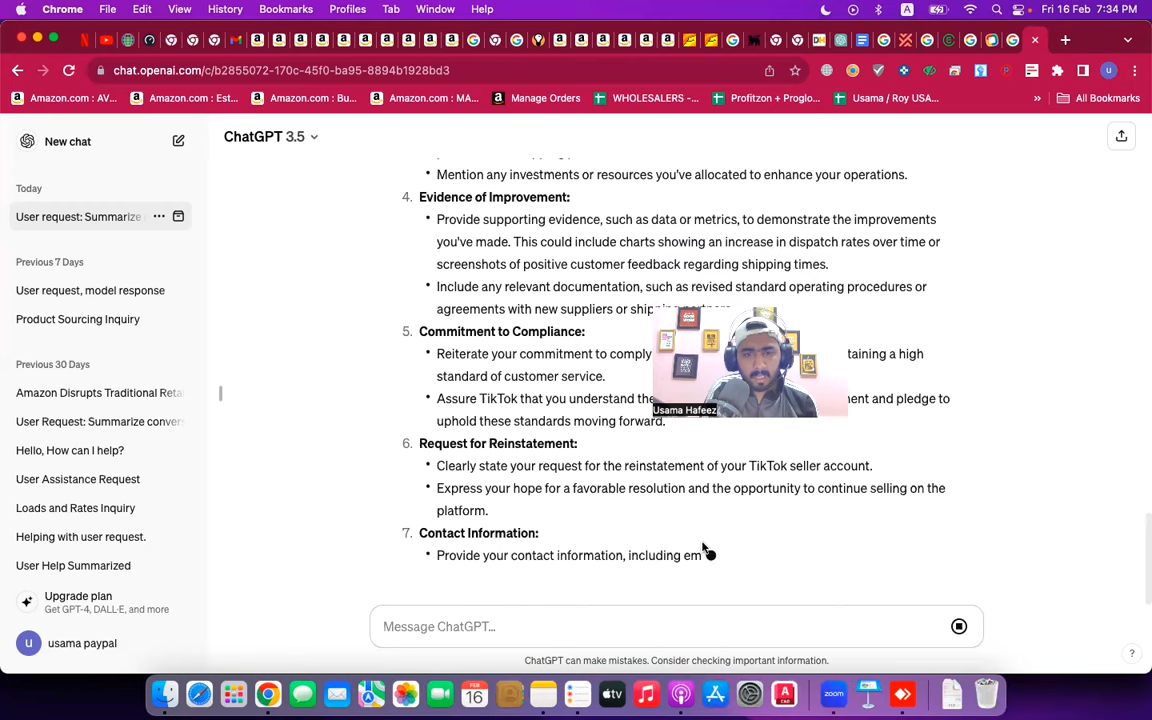 Chrome File Edit View History Bookmarks Profiles Tab Window Help A Fri 16 Feb 7:34 PM
chat.openai.com/c/b2855072-170c-45f0-ba95-8894b1928bd3
Amazon.com : AV... Amazon.com : Est... Amazon.com : Bu... Amazon.com : MA... Manage Orders WHOLESALERS -... Profitzon + Proglo... Usama / Roy USA... » All Bookmarks
New chat
ChatGPT 3.5
Today
User request: Summarize
Previous 7 Days
User request, model response
Product Sourcing Inquiry
Previous 30 Days
Amazon Disrupts Traditional Reta
User Request: Summarize conver
Hello, How can I help?
User Assistance Request
Loads and Rates Inquiry
Helping with user request.
User Help Summarized
Upgrade plan
Get GPT-4, DALL·E, and more
u usama paypal
• Mention any investments or resources you've allocated to enhance your operations.
4. Evidence of Improvement:
• Provide supporting evidence, such as data or metrics, to demonstrate the improvements
you've made. This could include charts showing an increase in dispatch rates over time or
screenshots of positive customer feedback regarding shipping times.
• Include any relevant documentation, such as revised standard operating procedures or
agreements with new suppliers or shipping partners.
5. Commitment to Compliance:
• Reiterate your commitment to comply taining a high
standard of customer service.
• Assure TikTok that you understand the ent and pledge to
uphold these standards moving forward.
6. Request for Reinstatement:
• Clearly state your request for the reinstatement of your TikTok seller account.
• Express your hope for a favorable resolution and the opportunity to continue selling on the
platform.
7. Contact Information:
• Provide your contact information, including em
Usama Hafeez
Message ChatGPT...
ChatGPT can make mistakes. Consider checking important information.
?
FEB
16
tv
zoom